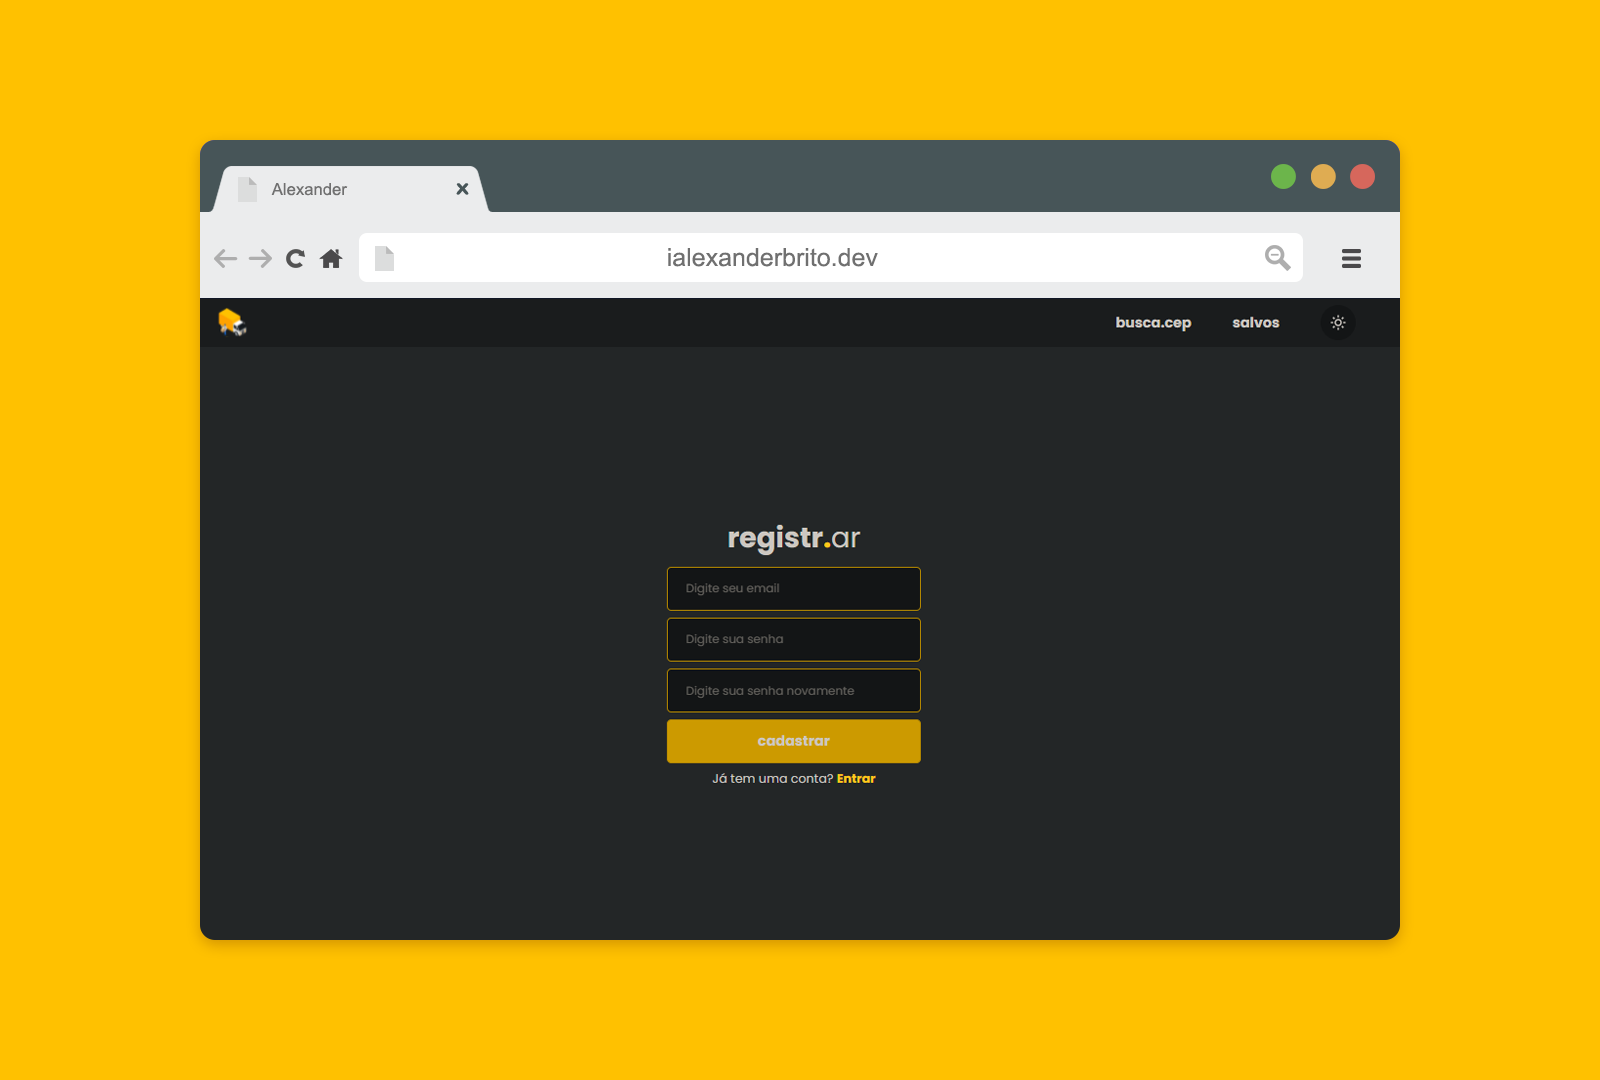 Alexander
ialexanderbrito.dev
busca.cep salvos
registr.ar
Digite seu email
Digite sua senha
Digite sua senha novamente
cadastrar
Já tem uma conta? Entrar